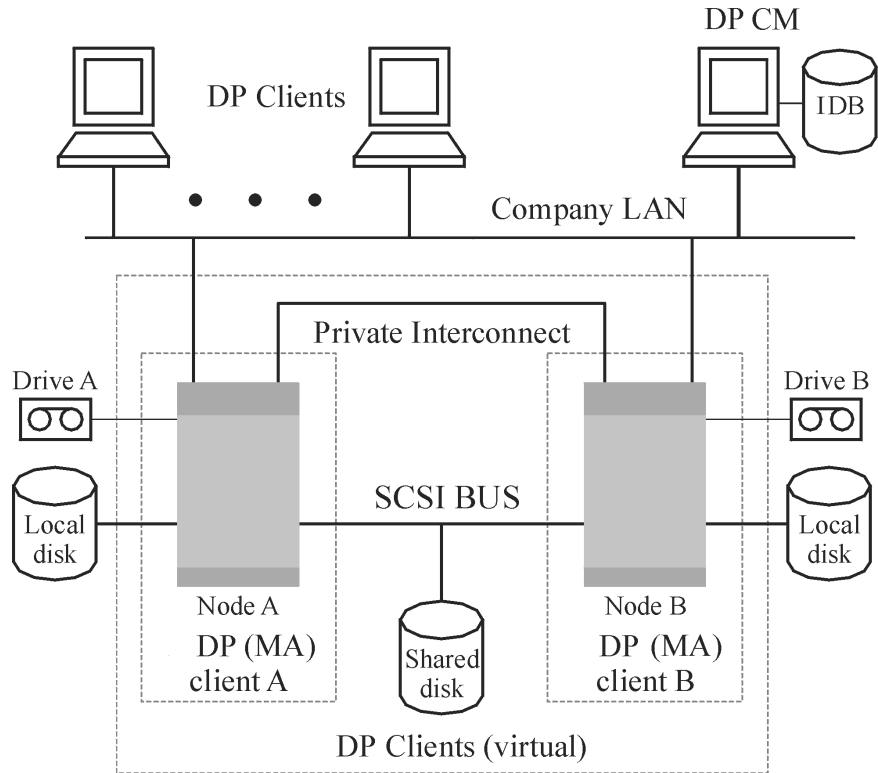 DP CM
DP Clients
IDB
Company LAN
Private Interconnect
Drive A
Drive B
SCSI BUS
Local
disk
Local
disk
Node A
Node B
DP (MA)
client A
Shared
disk
DP (MA)
client B
DP Clients (virtual)